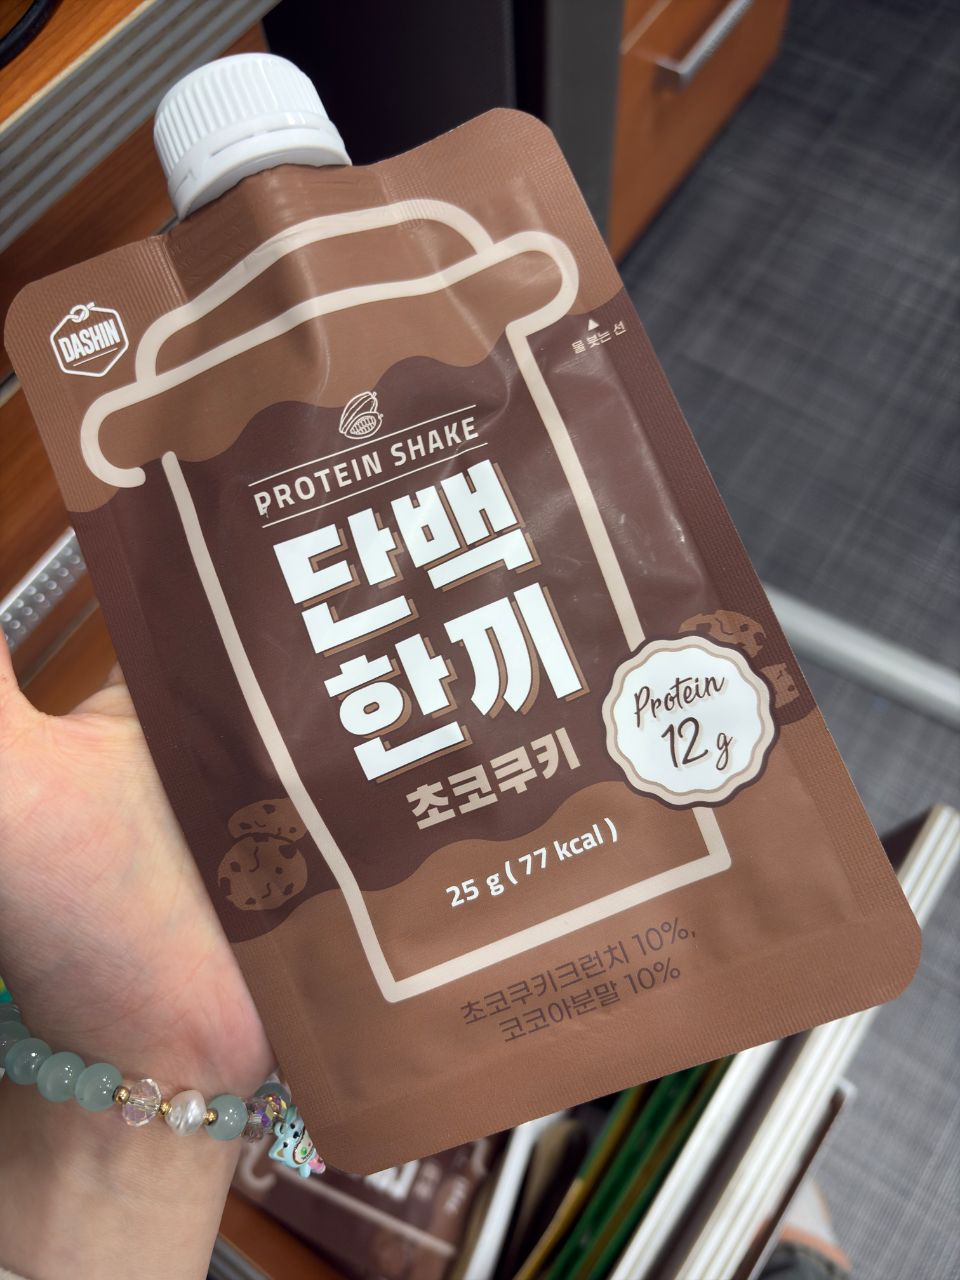 DASHIN
물 붓는 선
PROTEIN SHAKE
단백
한끼
초코쿠키
Protein
12 g
25 g ( 77 kcal )
초코쿠키크런치 10%,
코코아분말 10%